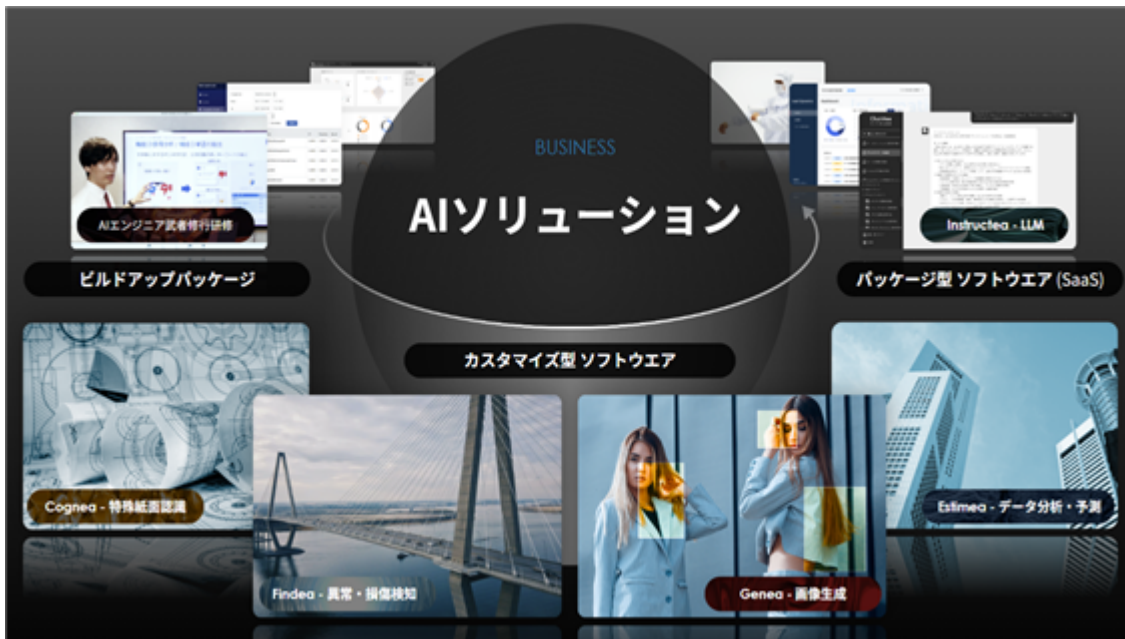 BUSINESS
AIソリューション
AIエンジニア武者修行研修
Instructea - LLM
ビルドアップパッケージ
パッケージ型 ソフトウエア (SaaS)
カスタマイズ型 ソフトウエア
Cognea - 特殊紙面認識
Estimea - データ分析・予測
Findea - 異常・損傷検知
Genea - 画像生成